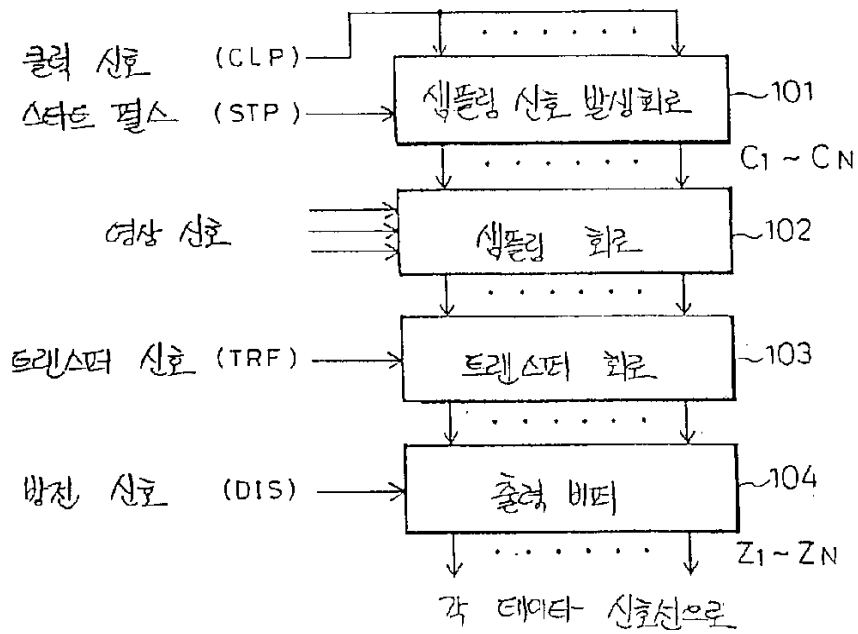 클럭 신호 (CLP)
샘플링 신호 발생회로 101
스타트 펄스 (STP)
C1 ~ CN
영상 신호
샘플링 회로 102
트랜스퍼 신호 (TRF)
트랜스퍼 회로 103
방전 신호 (DIS)
출력 버퍼 104
Z1 ~ ZN
각 데이타 신호선으로